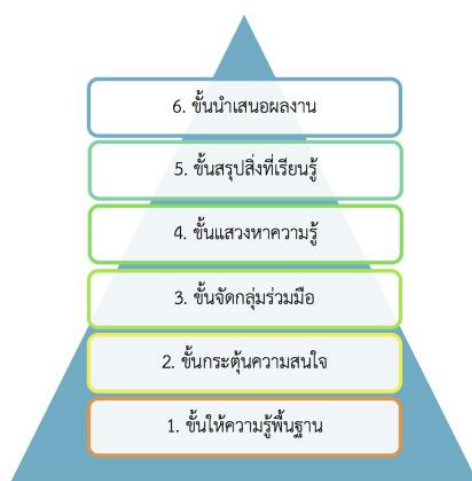 6. ขั้นนำเสนอผลงาน
5. ขั้นสรุปสิ่งที่เรียนรู้
4. ขั้นแสวงหาความรู้
3. ขั้นจัดกลุ่มร่วมมือ
2. ขั้นกระตุ้นความสนใจ
1. ขั้นให้ความรู้พื้นฐาน